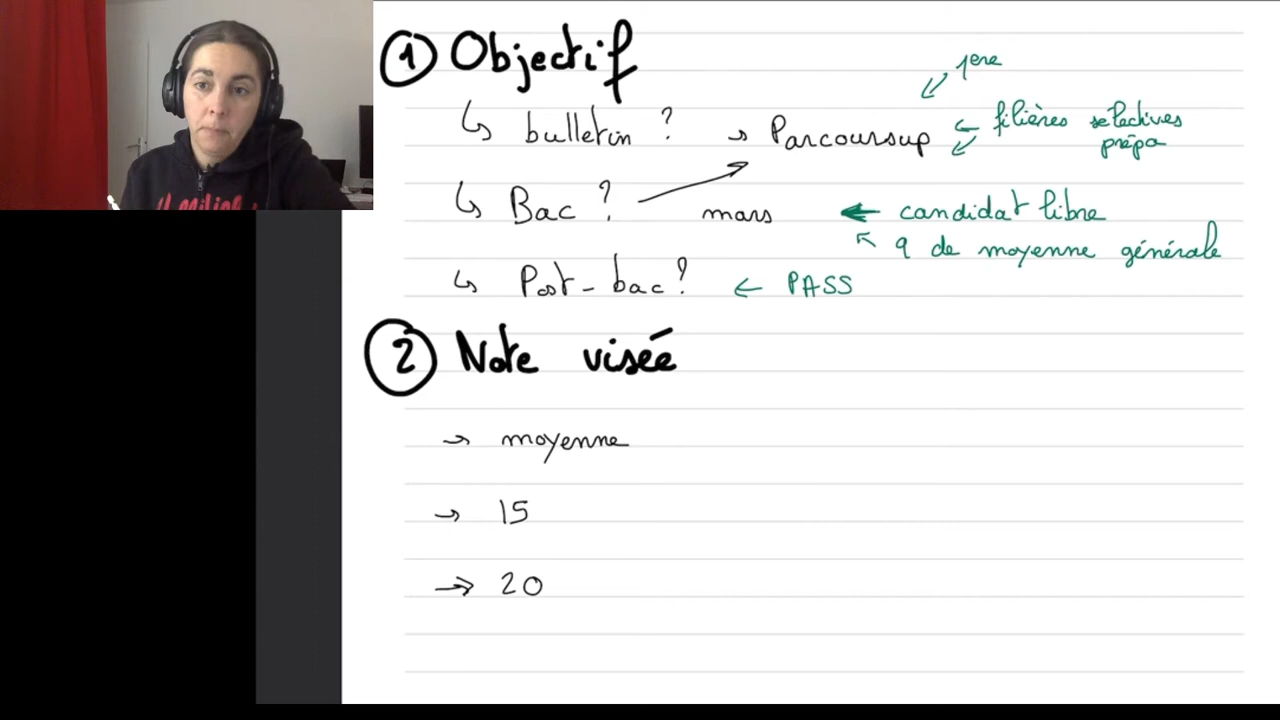 ① Objectif
1ere
↳ bulletin ? → Parcoursup ← filières sélectives
prépa
↳ Bac ? mars ← candidat libre
↖ 9 de moyenne générale
↳ Post-bac ? ← PASS
② Note visée
→ moyenne
→ 15
→ 20